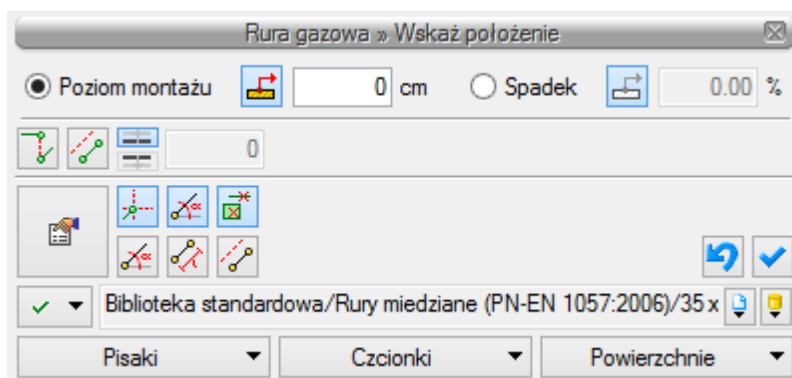 Rura gazowa » Wskaż położenie
Poziom montażu 0 cm Spadek 0.00 %
0
Biblioteka standardowa/Rury miedziane (PN-EN 1057:2006)/35 x
Pisaki Czcionki Powierzchnie